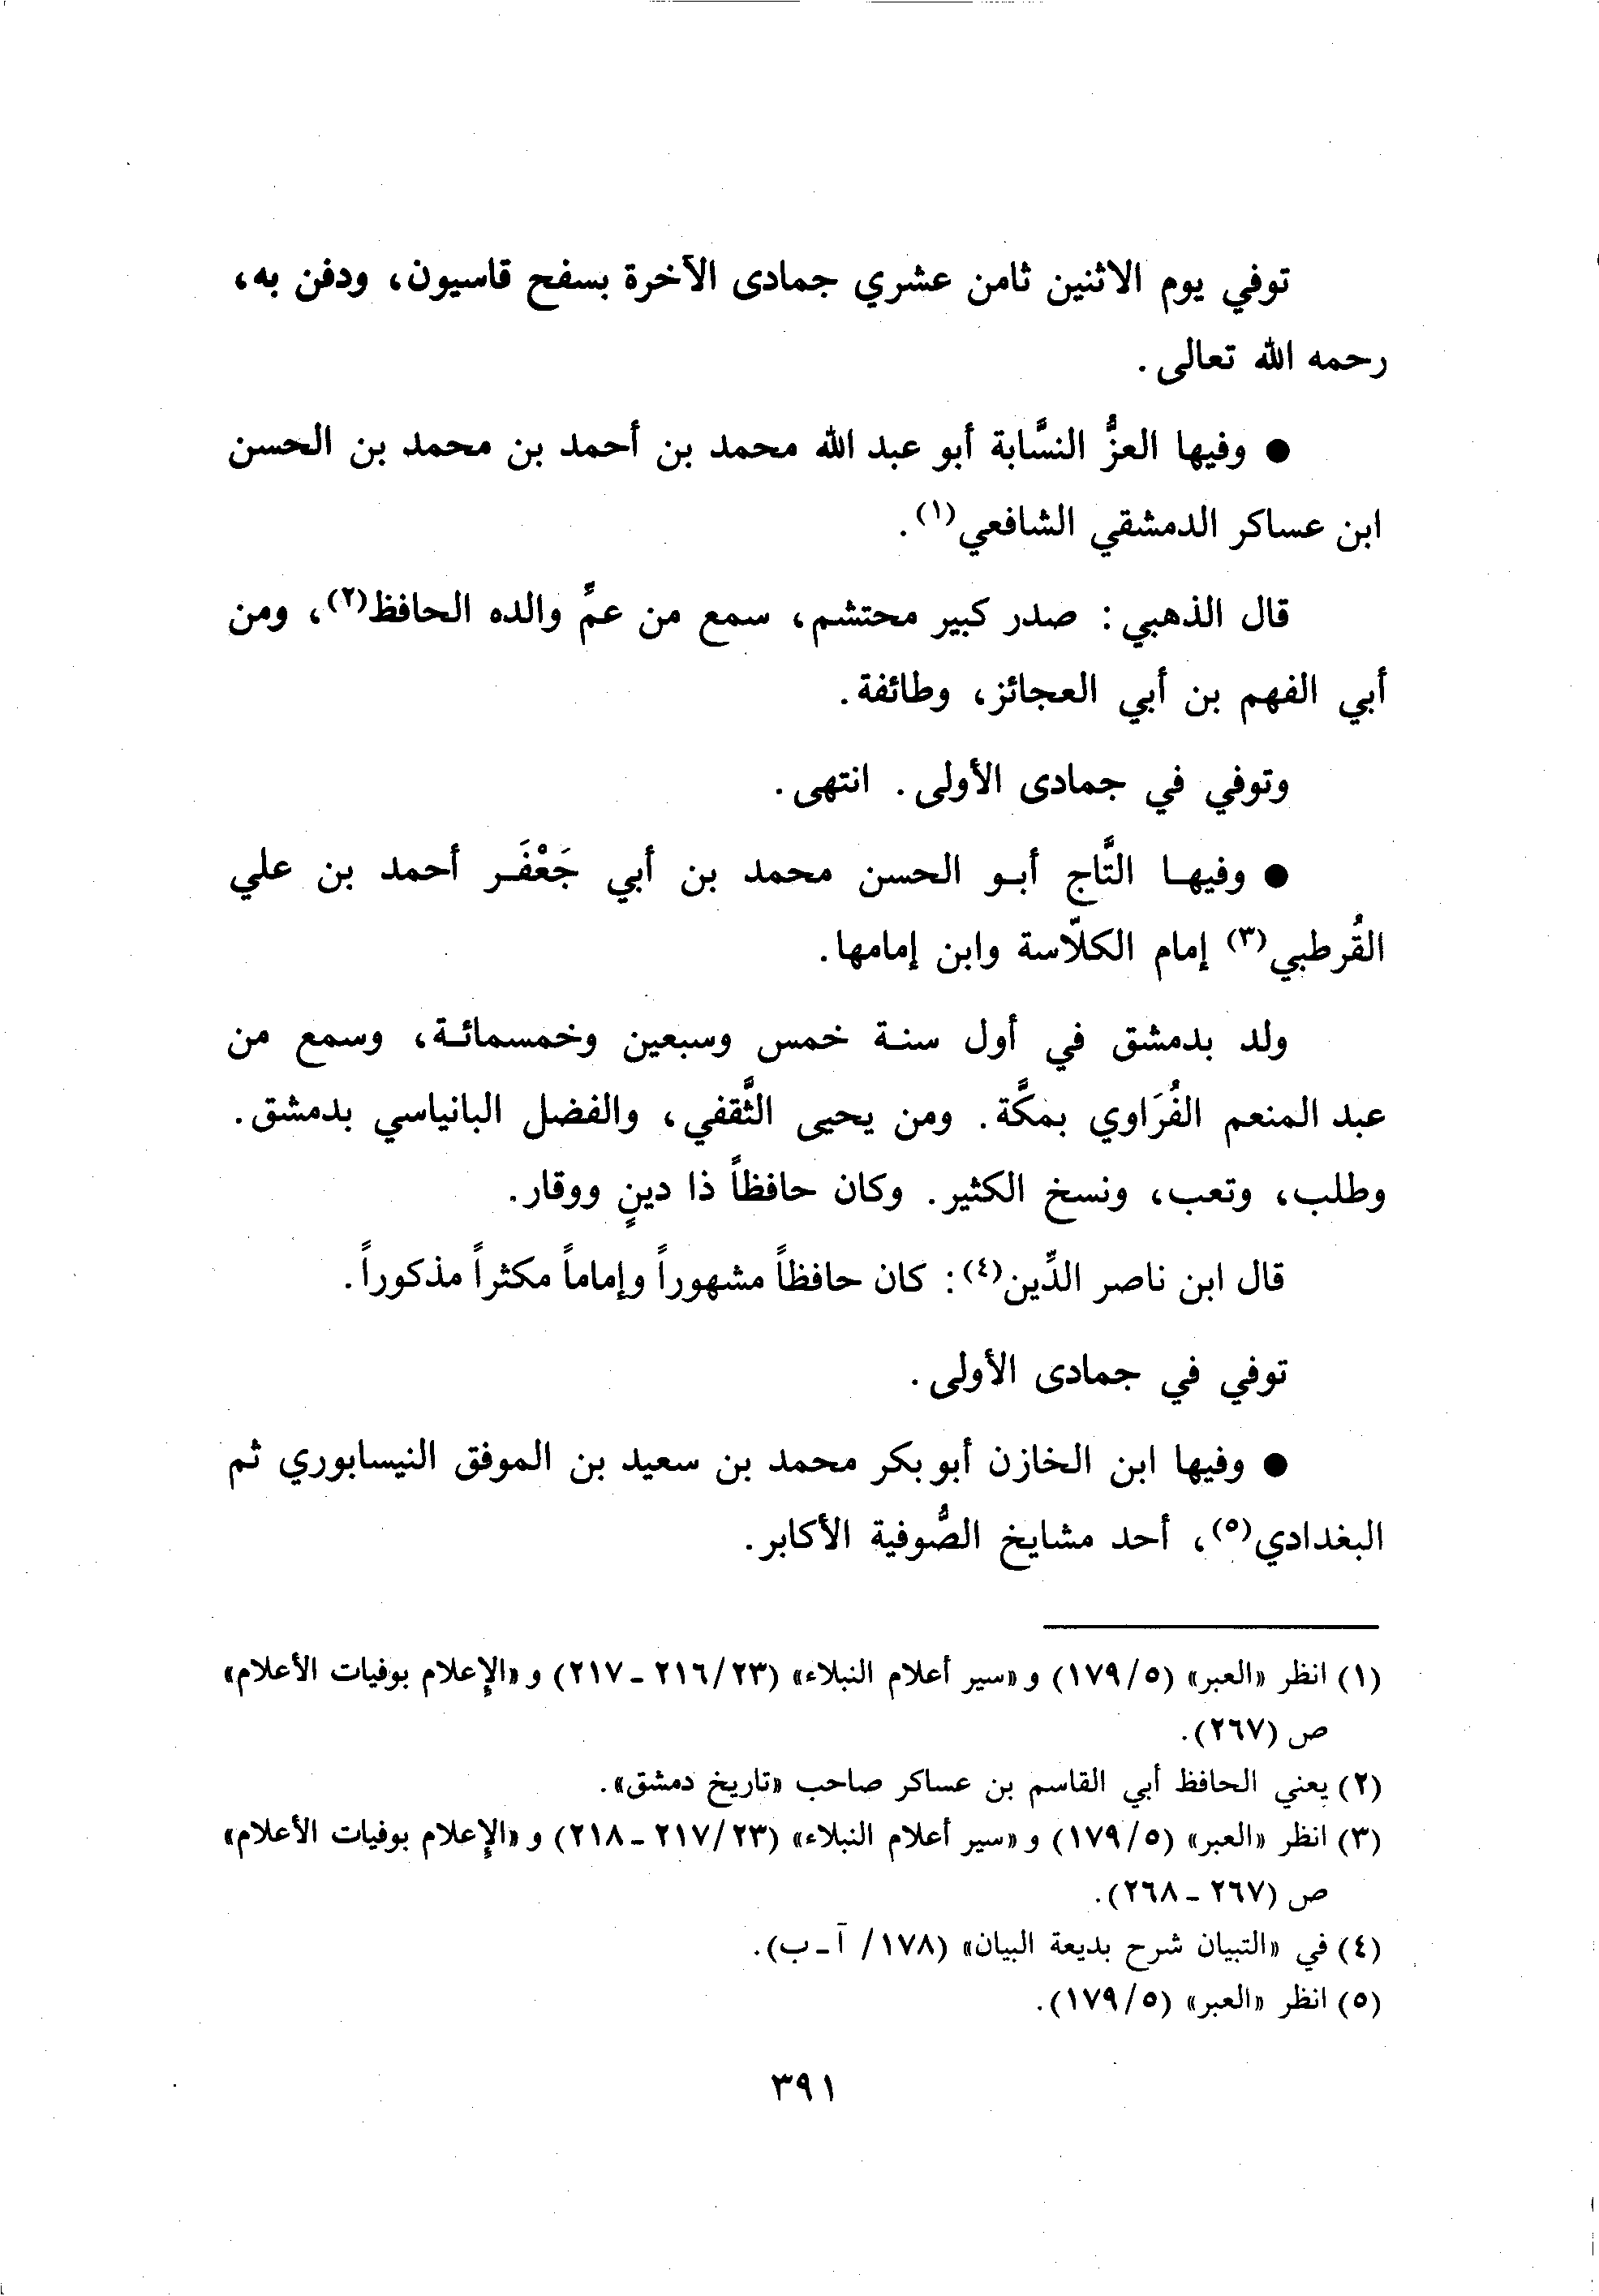 توفي يوم الاثنين ثامن عشري جمادى الآخرة بسفح قاسيون، ودفن به،
رحمه الله تعالى.
● وفيها العزُّ النسَّابة أبو عبد الله محمد بن أحمد بن محمد بن الحسن
ابن عساكر الدمشقي الشافعي(١).
قال الذهبي: صدر كبير محتشم، سمع من عمِّ والده الحافظ(٢)، ومن
أبي الفهم بن أبي العجائز، وطائفة.
وتوفي في جمادى الأولى. انتهى.
● وفيها التَّاج أبو الحسن محمد بن أبي جَعْفَر أحمد بن علي
القُرطبي(٣) إمام الكلّاسة وابن إمامها.
ولد بدمشق في أول سنة خمس وسبعين وخمسمائة، وسمع من
عبد المنعم الفُرَاوي بمكَّة. ومن يحيى الثَّقفي، والفضل البانياسي بدمشق.
وطلب، وتعب، ونسخ الكثير. وكان حافظاً ذا دينٍ ووقار.
قال ابن ناصر الدِّين(٤): كان حافظاً مشهوراً وإماماً مكثراً مذكوراً.
توفي في جمادى الأولى.
● وفيها ابن الخازن أبو بكر محمد بن سعيد بن الموفق النيسابوري ثم
البغدادي(٥)، أحد مشايخ الصُّوفية الأكابر.
(١) انظر «العبر» (٥/١٧٩) و «سير أعلام النبلاء» (٢٣/٢١٦ - ٢١٧) و «الإعلام بوفيات الأعلام»
ص (٢٦٧).
(٢) يعني الحافظ أبي القاسم بن عساكر صاحب «تاريخ دمشق».
(٣) انظر «العبر» (٥/١٧٩) و «سير أعلام النبلاء» (٢٣/٢١٧ - ٢١٨) و «الإعلام بوفيات الأعلام»
ص (٢٦٧ - ٢٦٨).
(٤) في «التبيان شرح بديعة البيان» (١٧٨/ آ - ب).
(٥) انظر «العبر» (٥/١٧٩).
٣٩١